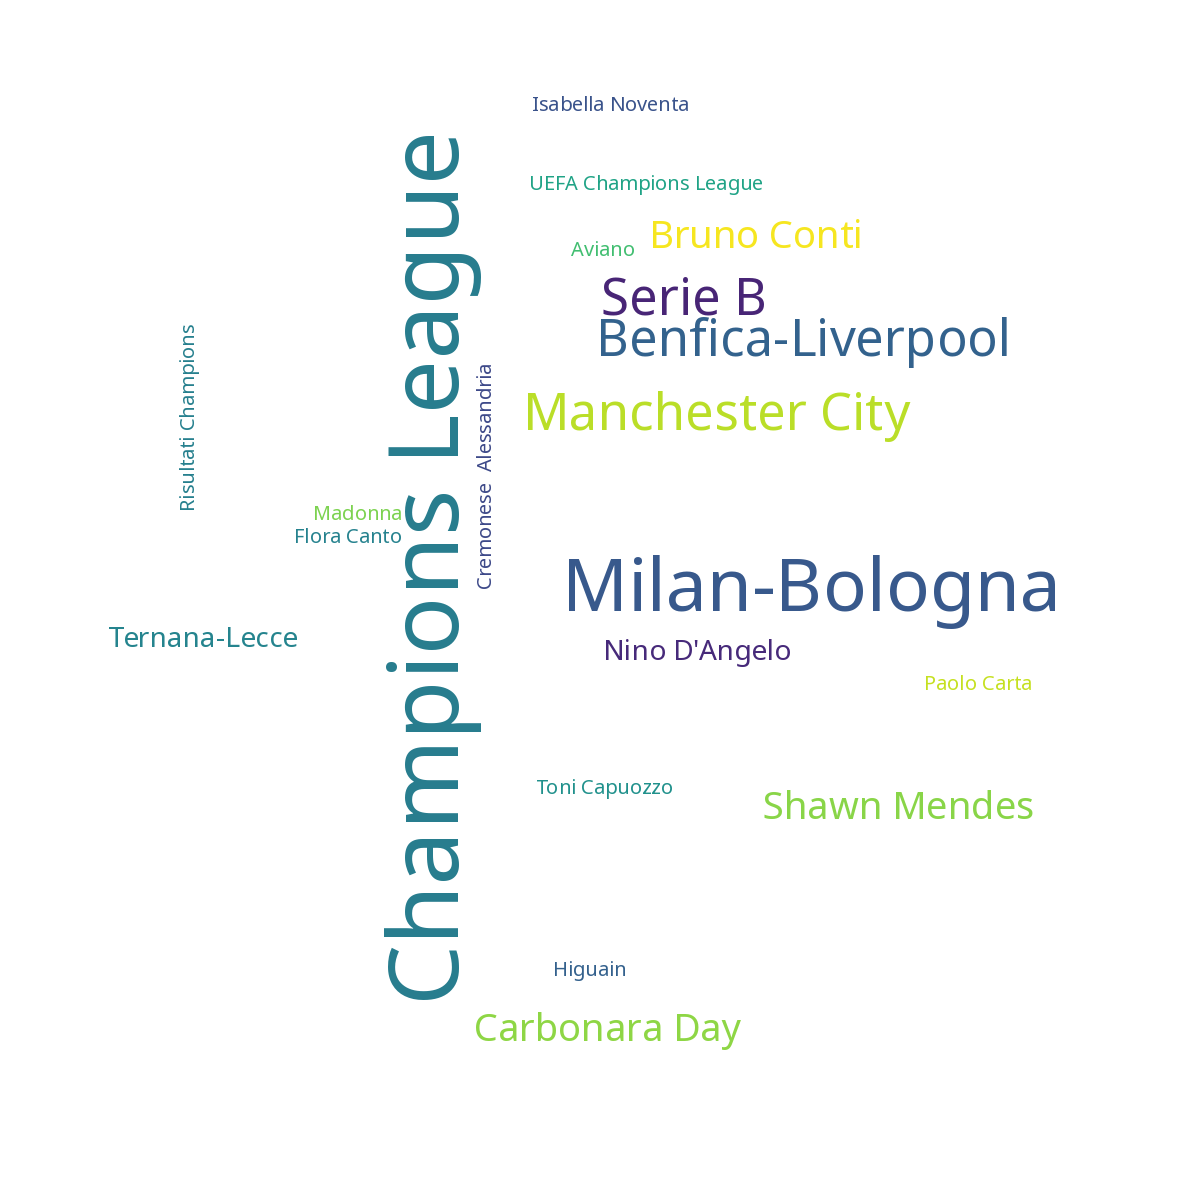 Isabella Noventa
Champions League
UEFA Champions League
Bruno Conti
Aviano
Serie B
Benfica-Liverpool
Risultati Champions
Cremonese  Alessandria
Manchester City
Madonna
Flora Canto
Milan-Bologna
Ternana-Lecce
Nino D'Angelo
Paolo Carta
Toni Capuozzo
Shawn Mendes
Higuain
Carbonara Day